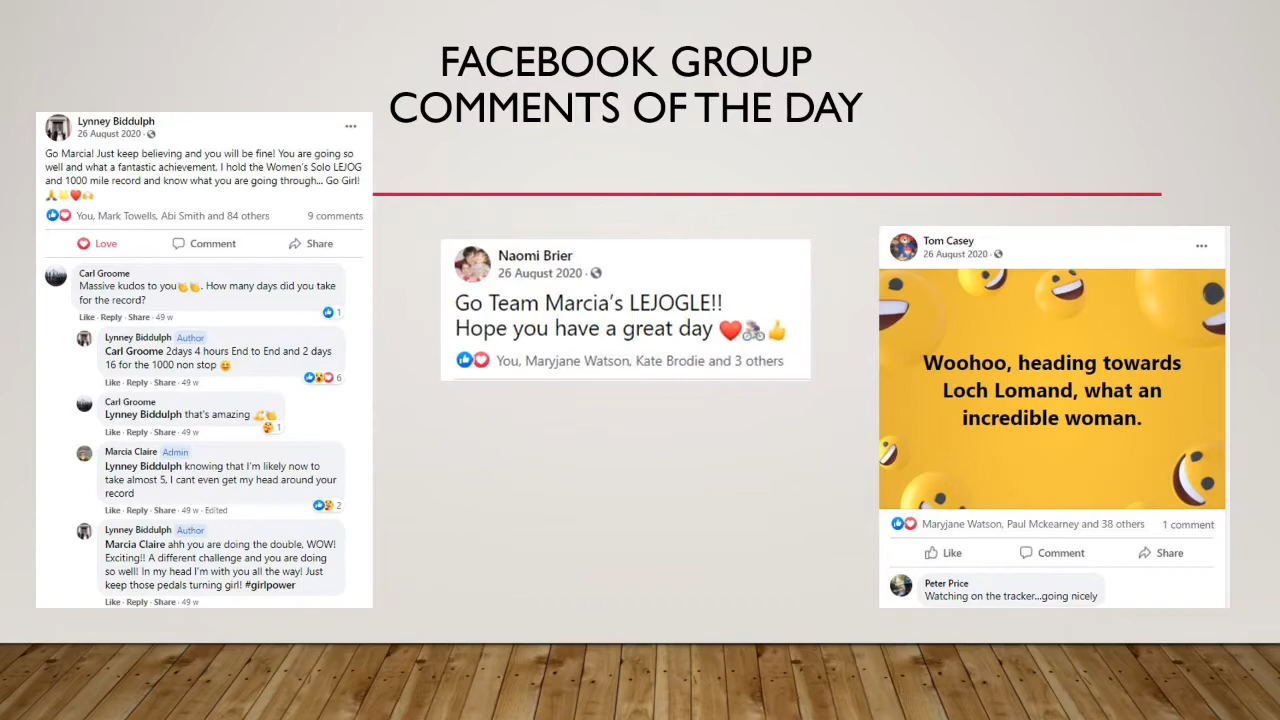 FACEBOOK GROUP
COMMENTS OF THE DAY
Lynney Biddulph
26 August 2020 ·
Go Marcia! Just keep believing and you will be fine! You are going so
well and what a fantastic achievement. I hold the Women's Solo LEJOG
and 1000 mile record and know what you are going through... Go Girl!
🙏🌟❤️🙌
You, Mark Towells, Abi Smith and 84 others 9 comments
Love Comment Share
Carl Groome
Massive kudos to you👏👏. How many days did you take
for the record?
Like · Reply · Share · 49 w 1
Lynney Biddulph Author
Carl Groome 2days 4 hours End to End and 2 days
16 for the 1000 non stop 😄
Like · Reply · Share · 49 w 6
Carl Groome
Lynney Biddulph that's amazing 💪👏
Like · Reply · Share · 49 w 1
Marcia Claire Admin
Lynney Biddulph knowing that I'm likely now to
take almost 5, I cant even get my head around your
record
Like · Reply · Share · 49 w · Edited 2
Lynney Biddulph Author
Marcia Claire ahh you are doing the double, WOW!
Exciting!! A different challenge and you are doing
so well! In my head I'm with you all the way! Just
keep those pedals turning girl! #girlpower
Like · Reply · Share · 49 w
Naomi Brier
26 August 2020 ·
Go Team Marcia's LEJOGLE!!
Hope you have a great day ❤️🚴👍
You, Maryjane Watson, Kate Brodie and 3 others
Tom Casey
26 August 2020 ·
Woohoo, heading towards
Loch Lomand, what an
incredible woman.
Maryjane Watson, Paul Mckearney and 38 others 1 comment
Like Comment Share
Peter Price
Watching on the tracker...going nicely